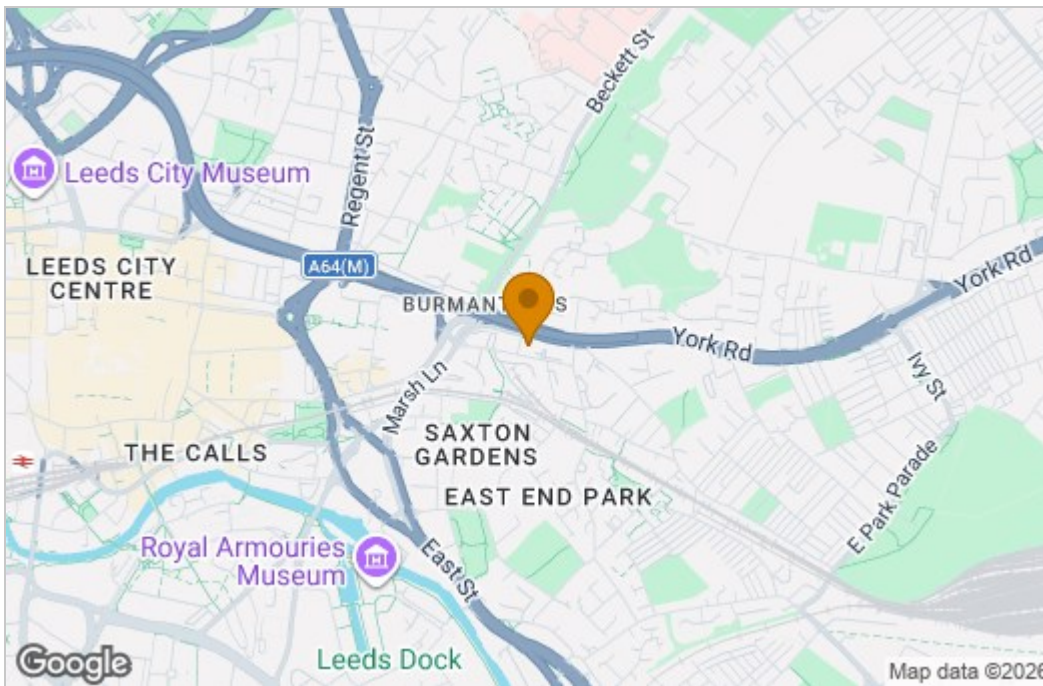 Beckett St
Leeds City Museum
Regent St
LEEDS CITY
CENTRE
A64(M)
York Rd
York Rd
Ivy St
Marsh Ln
SAXTON
GARDENS
THE CALLS
EAST END PARK
E Park Parade
Royal Armouries
Museum
East St
Leeds Dock
Google
Map data ©2026